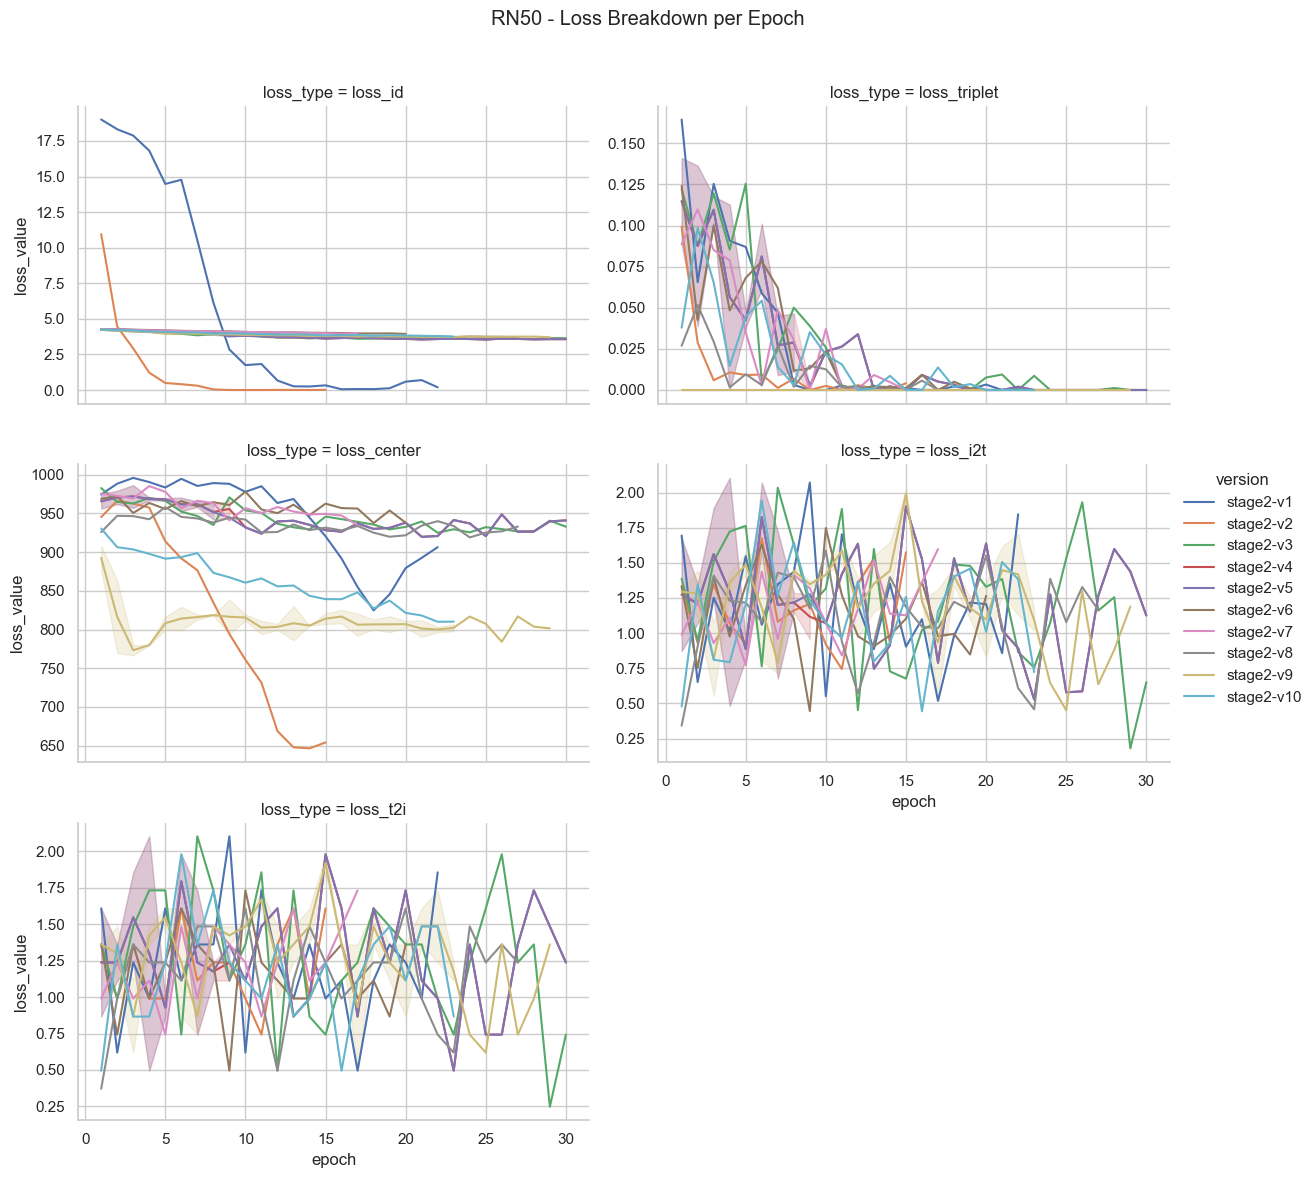 RN50 - Loss Breakdown per Epoch
loss_type = loss_id
17.5
15.0
12.5
10.0
7.5
5.0
2.5
0.0
loss_value
loss_type = loss_triplet
0.150
0.125
0.100
0.075
0.050
0.025
0.000
loss_type = loss_center
1000
950
900
850
800
750
700
650
loss_value
loss_type = loss_i2t
2.00
1.75
1.50
1.25
1.00
0.75
0.50
0.25
0 5 10 15 20 25 30
epoch
version
stage2-v1
stage2-v2
stage2-v3
stage2-v4
stage2-v5
stage2-v6
stage2-v7
stage2-v8
stage2-v9
stage2-v10
loss_type = loss_t2i
2.00
1.75
1.50
1.25
1.00
0.75
0.50
0.25
loss_value
0 5 10 15 20 25 30
epoch